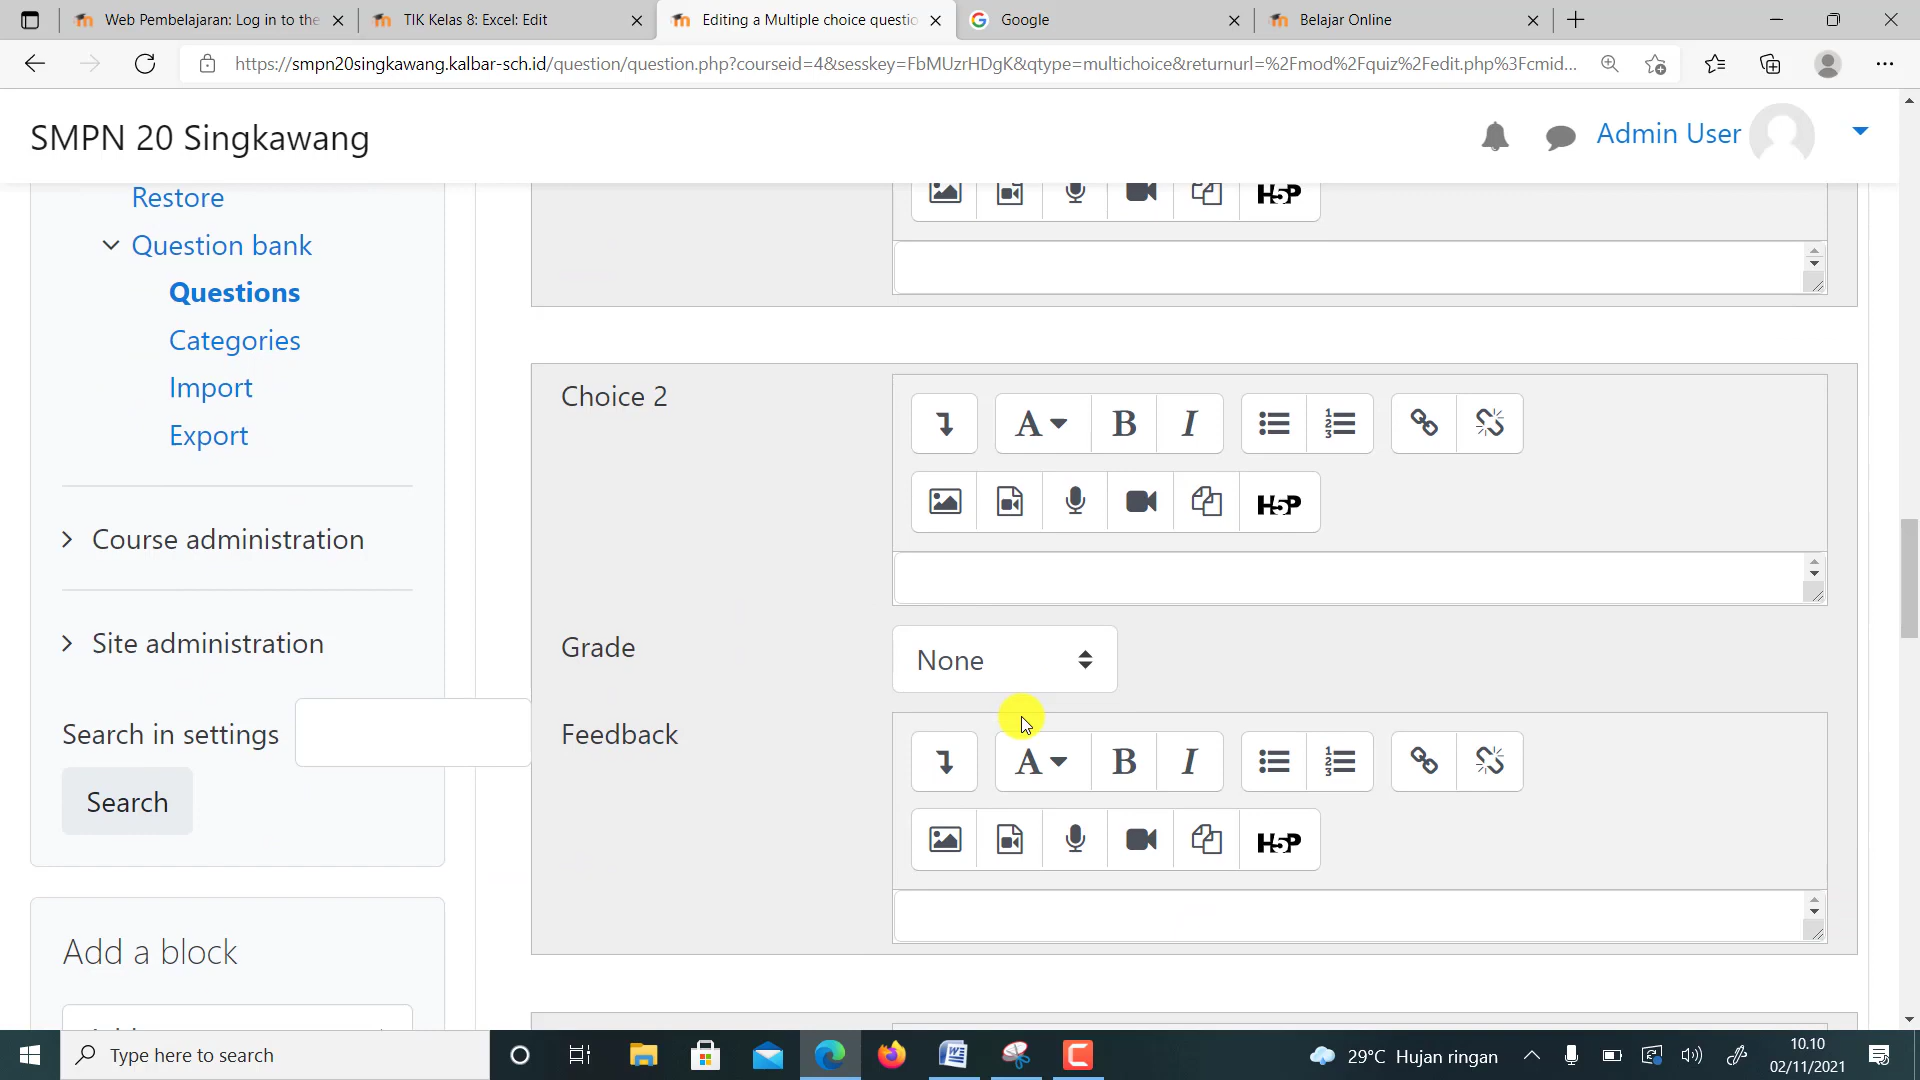 Web Pembelajaran: Log in to the
TIK Kelas 8: Excel: Edit
Editing a Multiple choice questio
Google
Belajar Online
https://smpn20singkawang.kalbar-sch.id/question/question.php?courseid=4&sesskey=FbMUzrHDgK&qtype=multichoice&returnurl=%2Fmod%2Fquiz%2Fedit.php%3Fcmid...
SMPN 20 Singkawang
Admin User
Restore
Question bank
Questions
Categories
Import
Export
Course administration
Site administration
Search in settings
Search
Add a block
H5P
Choice 2
A B I
H5P
Grade
None
Feedback
A B I
H5P
Type here to search
29°C Hujan ringan
10.10
02/11/2021